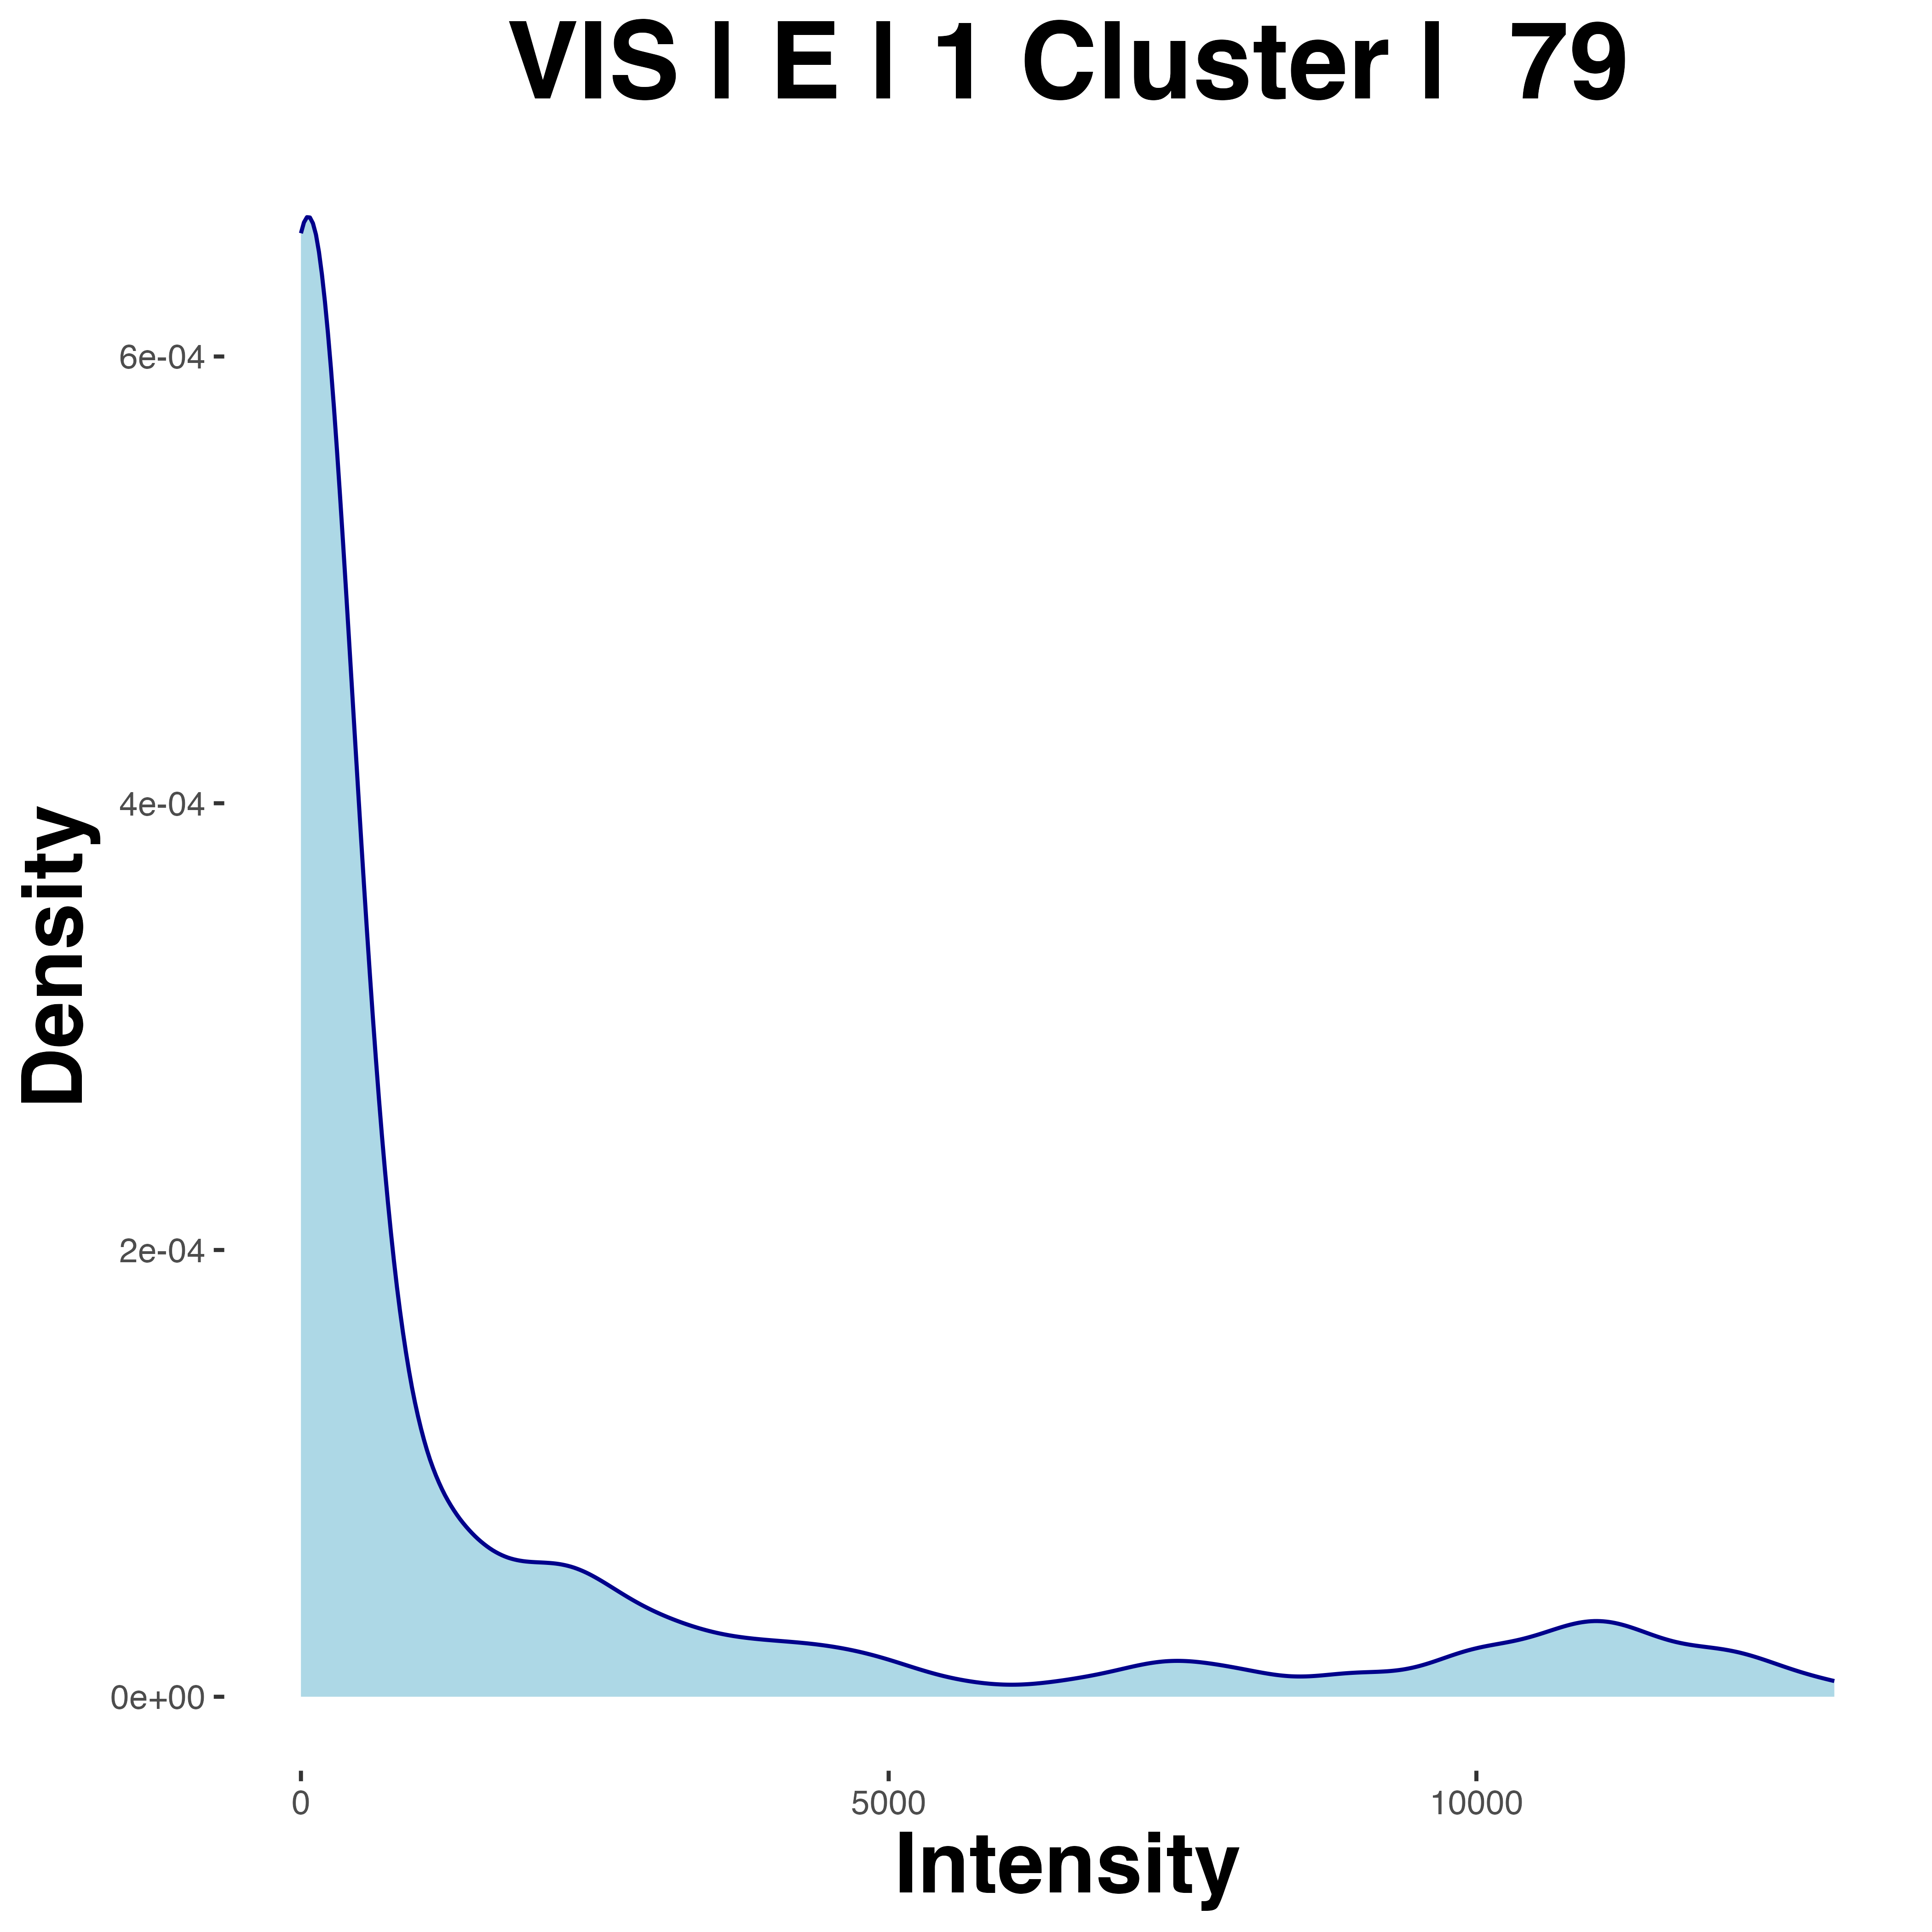 VIS | E | 1 Cluster | 79
Density
6e-04
4e-04
2e-04
0e+00
0 5000 10000
Intensity